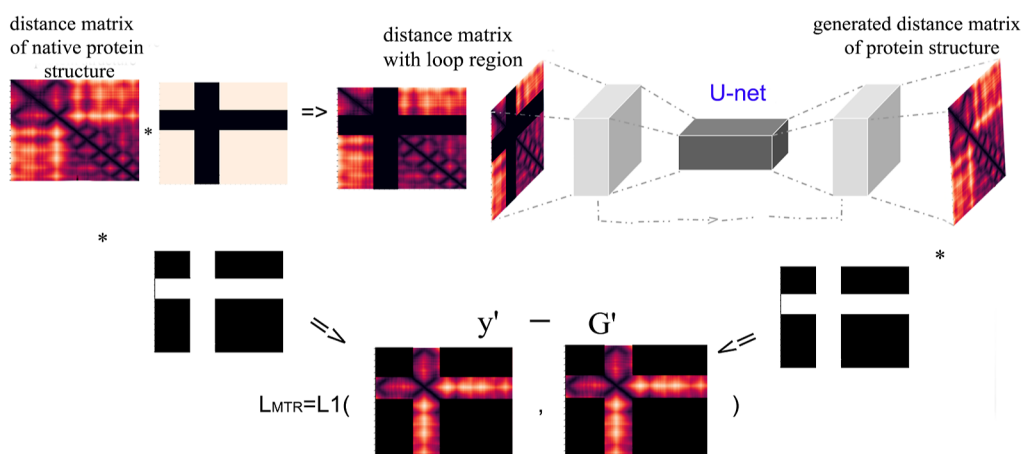 distance matrix
of native protein
structure
*
=>
distance matrix
with loop region
U-net
generated distance matrix
of protein structure
*
*
y' − G'
LMTR=L1( , )